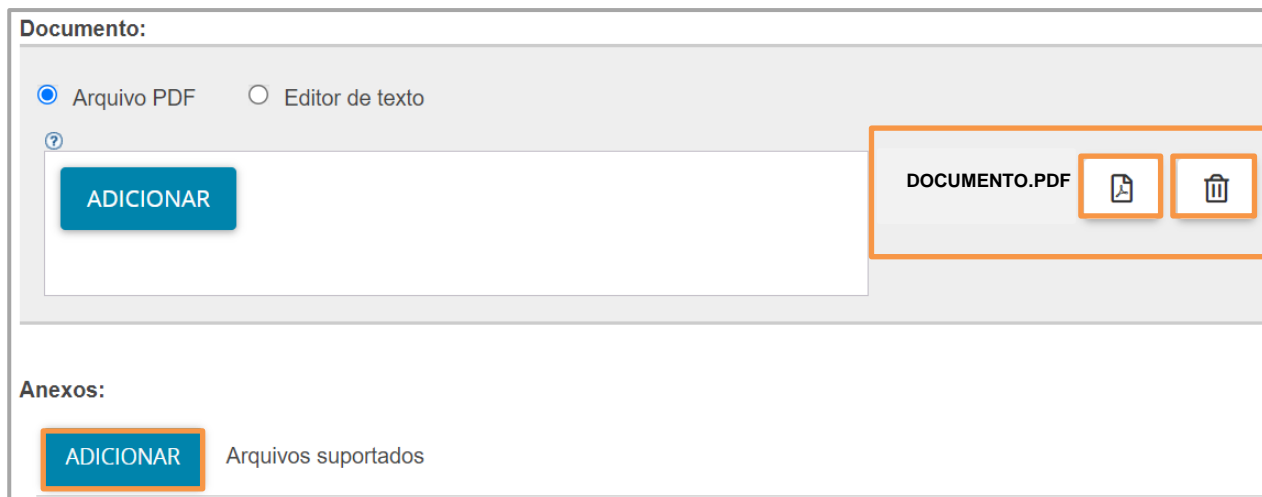 Documento:
Arquivo PDF Editor de texto
?
ADICIONAR
DOCUMENTO.PDF
Anexos:
ADICIONAR Arquivos suportados